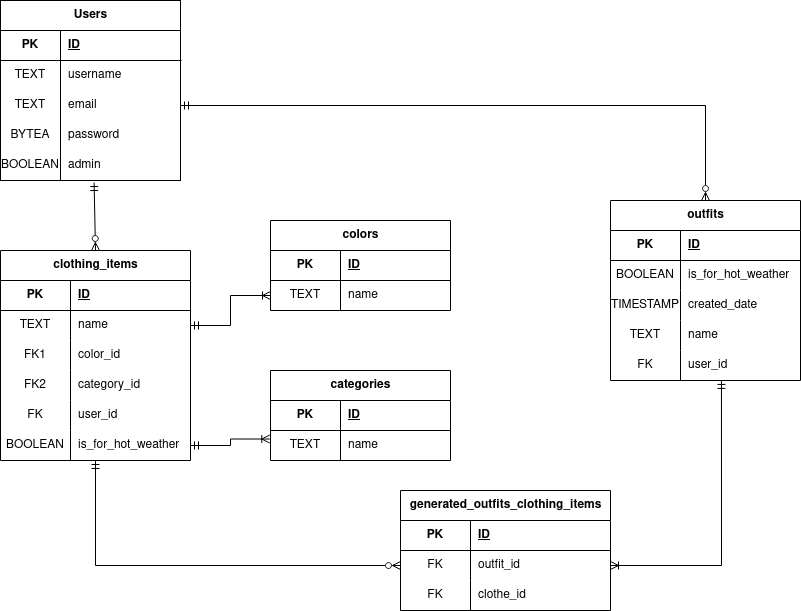 Users
PK ID
TEXT username
TEXT email
BYTEA password
BOOLEAN admin
clothing_items
PK ID
TEXT name
FK1 color_id
FK2 category_id
FK user_id
BOOLEAN is_for_hot_weather
colors
PK ID
TEXT name
categories
PK ID
TEXT name
outfits
PK ID
BOOLEAN is_for_hot_weather
TIMESTAMP created_date
TEXT name
FK user_id
generated_outfits_clothing_items
PK ID
FK outfit_id
FK clothe_id